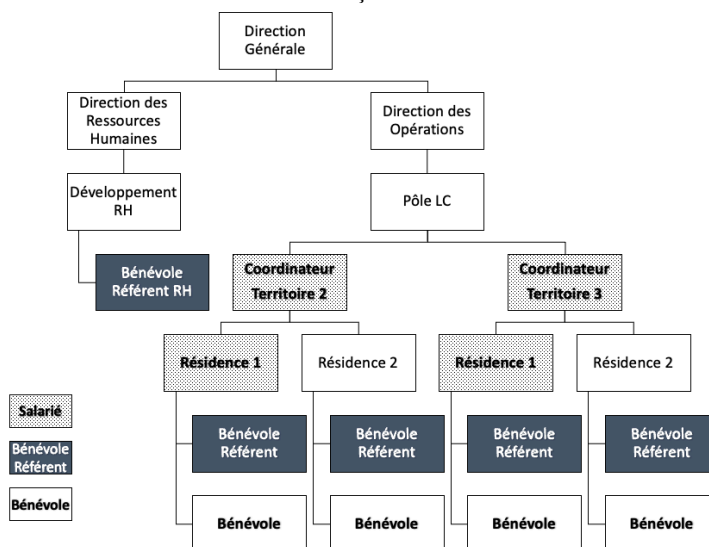 Direction
Générale
Direction des
Ressources
Humaines
Direction des
Opérations
Développement
RH
Pôle LC
Bénévole
Référent RH
Coordinateur
Territoire 2
Coordinateur
Territoire 3
Résidence 1
Résidence 2
Résidence 1
Résidence 2
Salarié
Bénévole
Référent
Bénévole
Bénévole
Référent
Bénévole
Référent
Bénévole
Référent
Bénévole
Référent
Bénévole
Bénévole
Bénévole
Bénévole